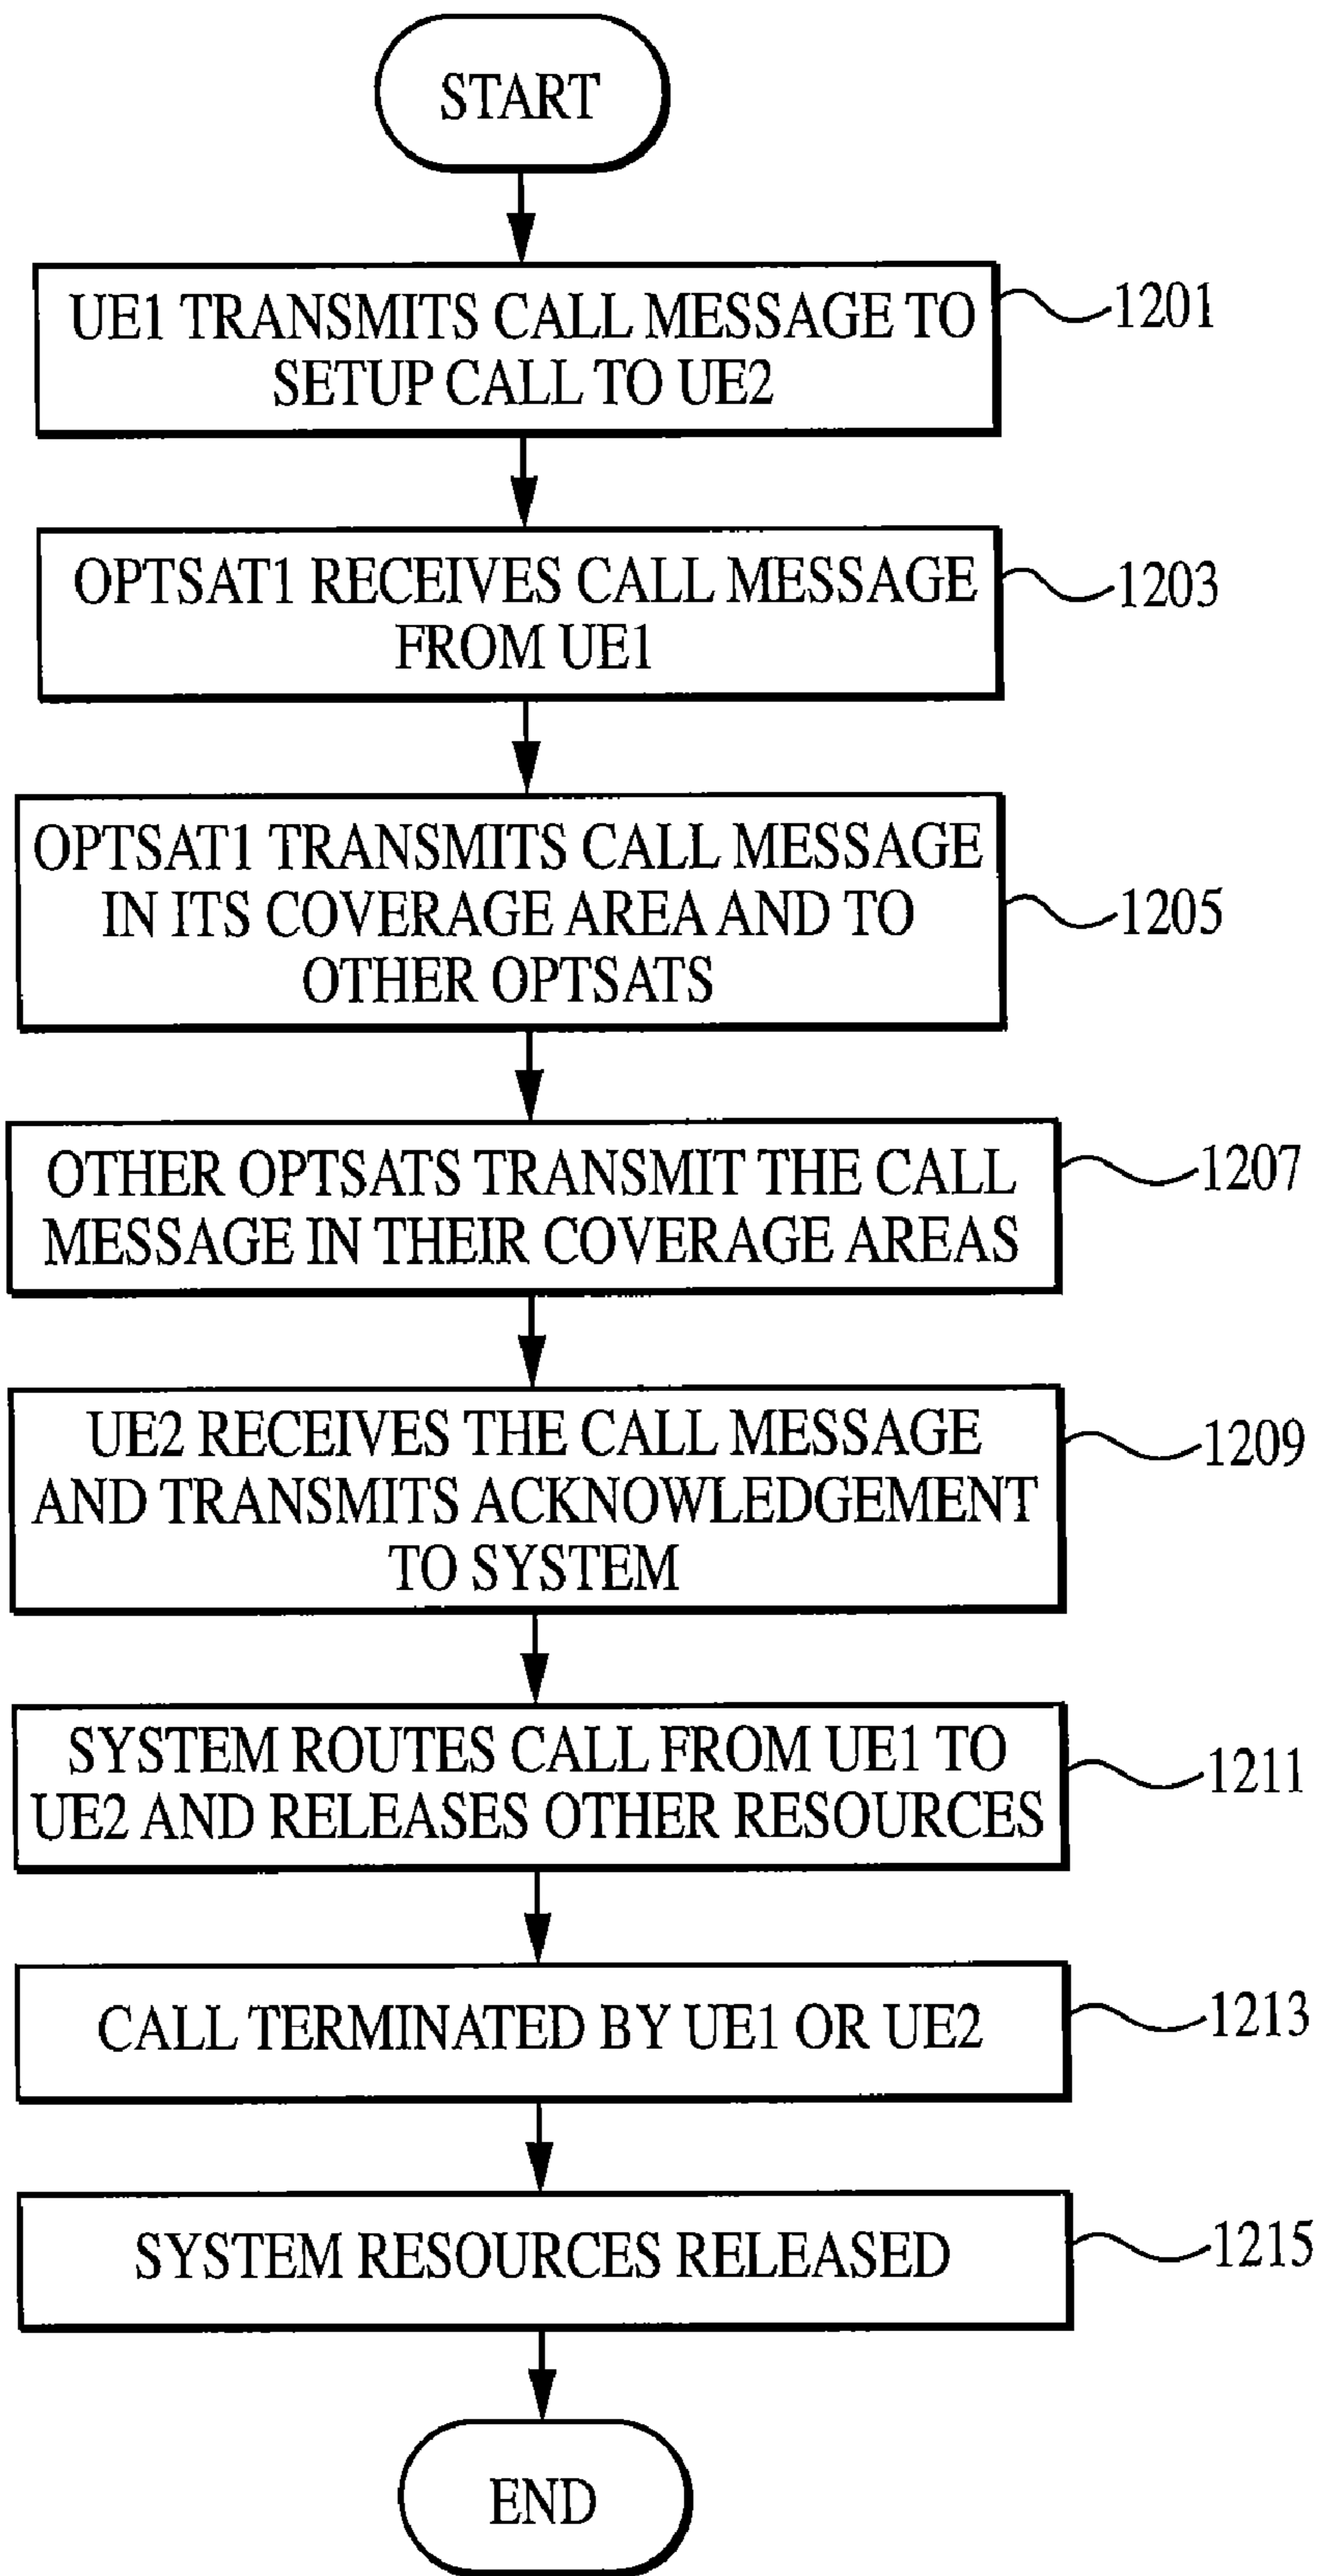 START
UE1 TRANSMITS CALL MESSAGE TO
SETUP CALL TO UE2
1201
OPTSAT1 RECEIVES CALL MESSAGE
FROM UE1
1203
OPTSAT1 TRANSMITS CALL MESSAGE
IN ITS COVERAGE AREA AND TO
OTHER OPTSATS
1205
OTHER OPTSATS TRANSMIT THE CALL
MESSAGE IN THEIR COVERAGE AREAS
1207
UE2 RECEIVES THE CALL MESSAGE
AND TRANSMITS ACKNOWLEDGEMENT
TO SYSTEM
1209
SYSTEM ROUTES CALL FROM UE1 TO
UE2 AND RELEASES OTHER RESOURCES
1211
CALL TERMINATED BY UE1 OR UE2
1213
SYSTEM RESOURCES RELEASED
1215
END